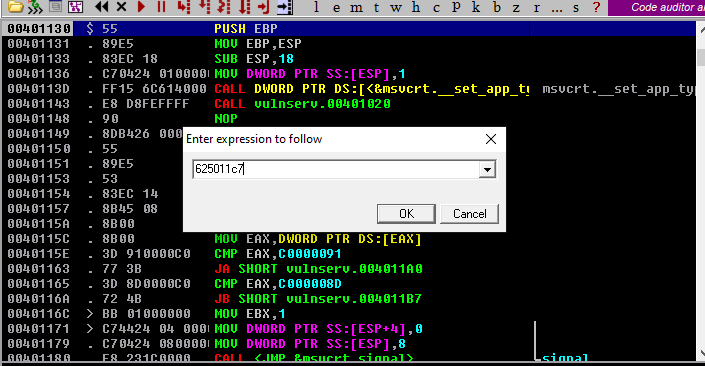 l e m t w h c p k b z r ... s ? Code auditor a
00401130 $ 55 PUSH EBP
00401131 . 89E5 MOV EBP,ESP
00401133 . 83EC 18 SUB ESP,18
00401136 . C70424 010000 MOV DWORD PTR SS:[ESP],1
0040113D . FF15 6C614000 CALL DWORD PTR DS:[<&msvcrt.__set_app_ty msvcrt.__set_app_ty
00401143 . E8 D8FEFFFF CALL vulnserv.00401020
00401148 . 90 NOP
00401149 . 8DB426 000
00401150 . 55
00401151 . 89E5
00401153 . 53
00401154 . 83EC 14
00401157 . 8B45 08
0040115A . 8B00
0040115C . 8B00 MOV EAX,DWORD PTR DS:[EAX]
0040115E . 3D 910000C0 CMP EAX,C0000091
00401163 . 77 3B JA SHORT vulnserv.004011A0
00401165 . 3D 8D0000C0 CMP EAX,C000008D
0040116A . 72 4B JB SHORT vulnserv.004011B7
0040116C > BB 01000000 MOV EBX,1
00401171 > C74424 04 000 MOV DWORD PTR SS:[ESP+4],0
00401179 . C70424 080000 MOV DWORD PTR SS:[ESP],8
00401180 . E8 231C0000 CALL <JMP.&msvcrt.signal> signal
Enter expression to follow
625011c7
OK Cancel